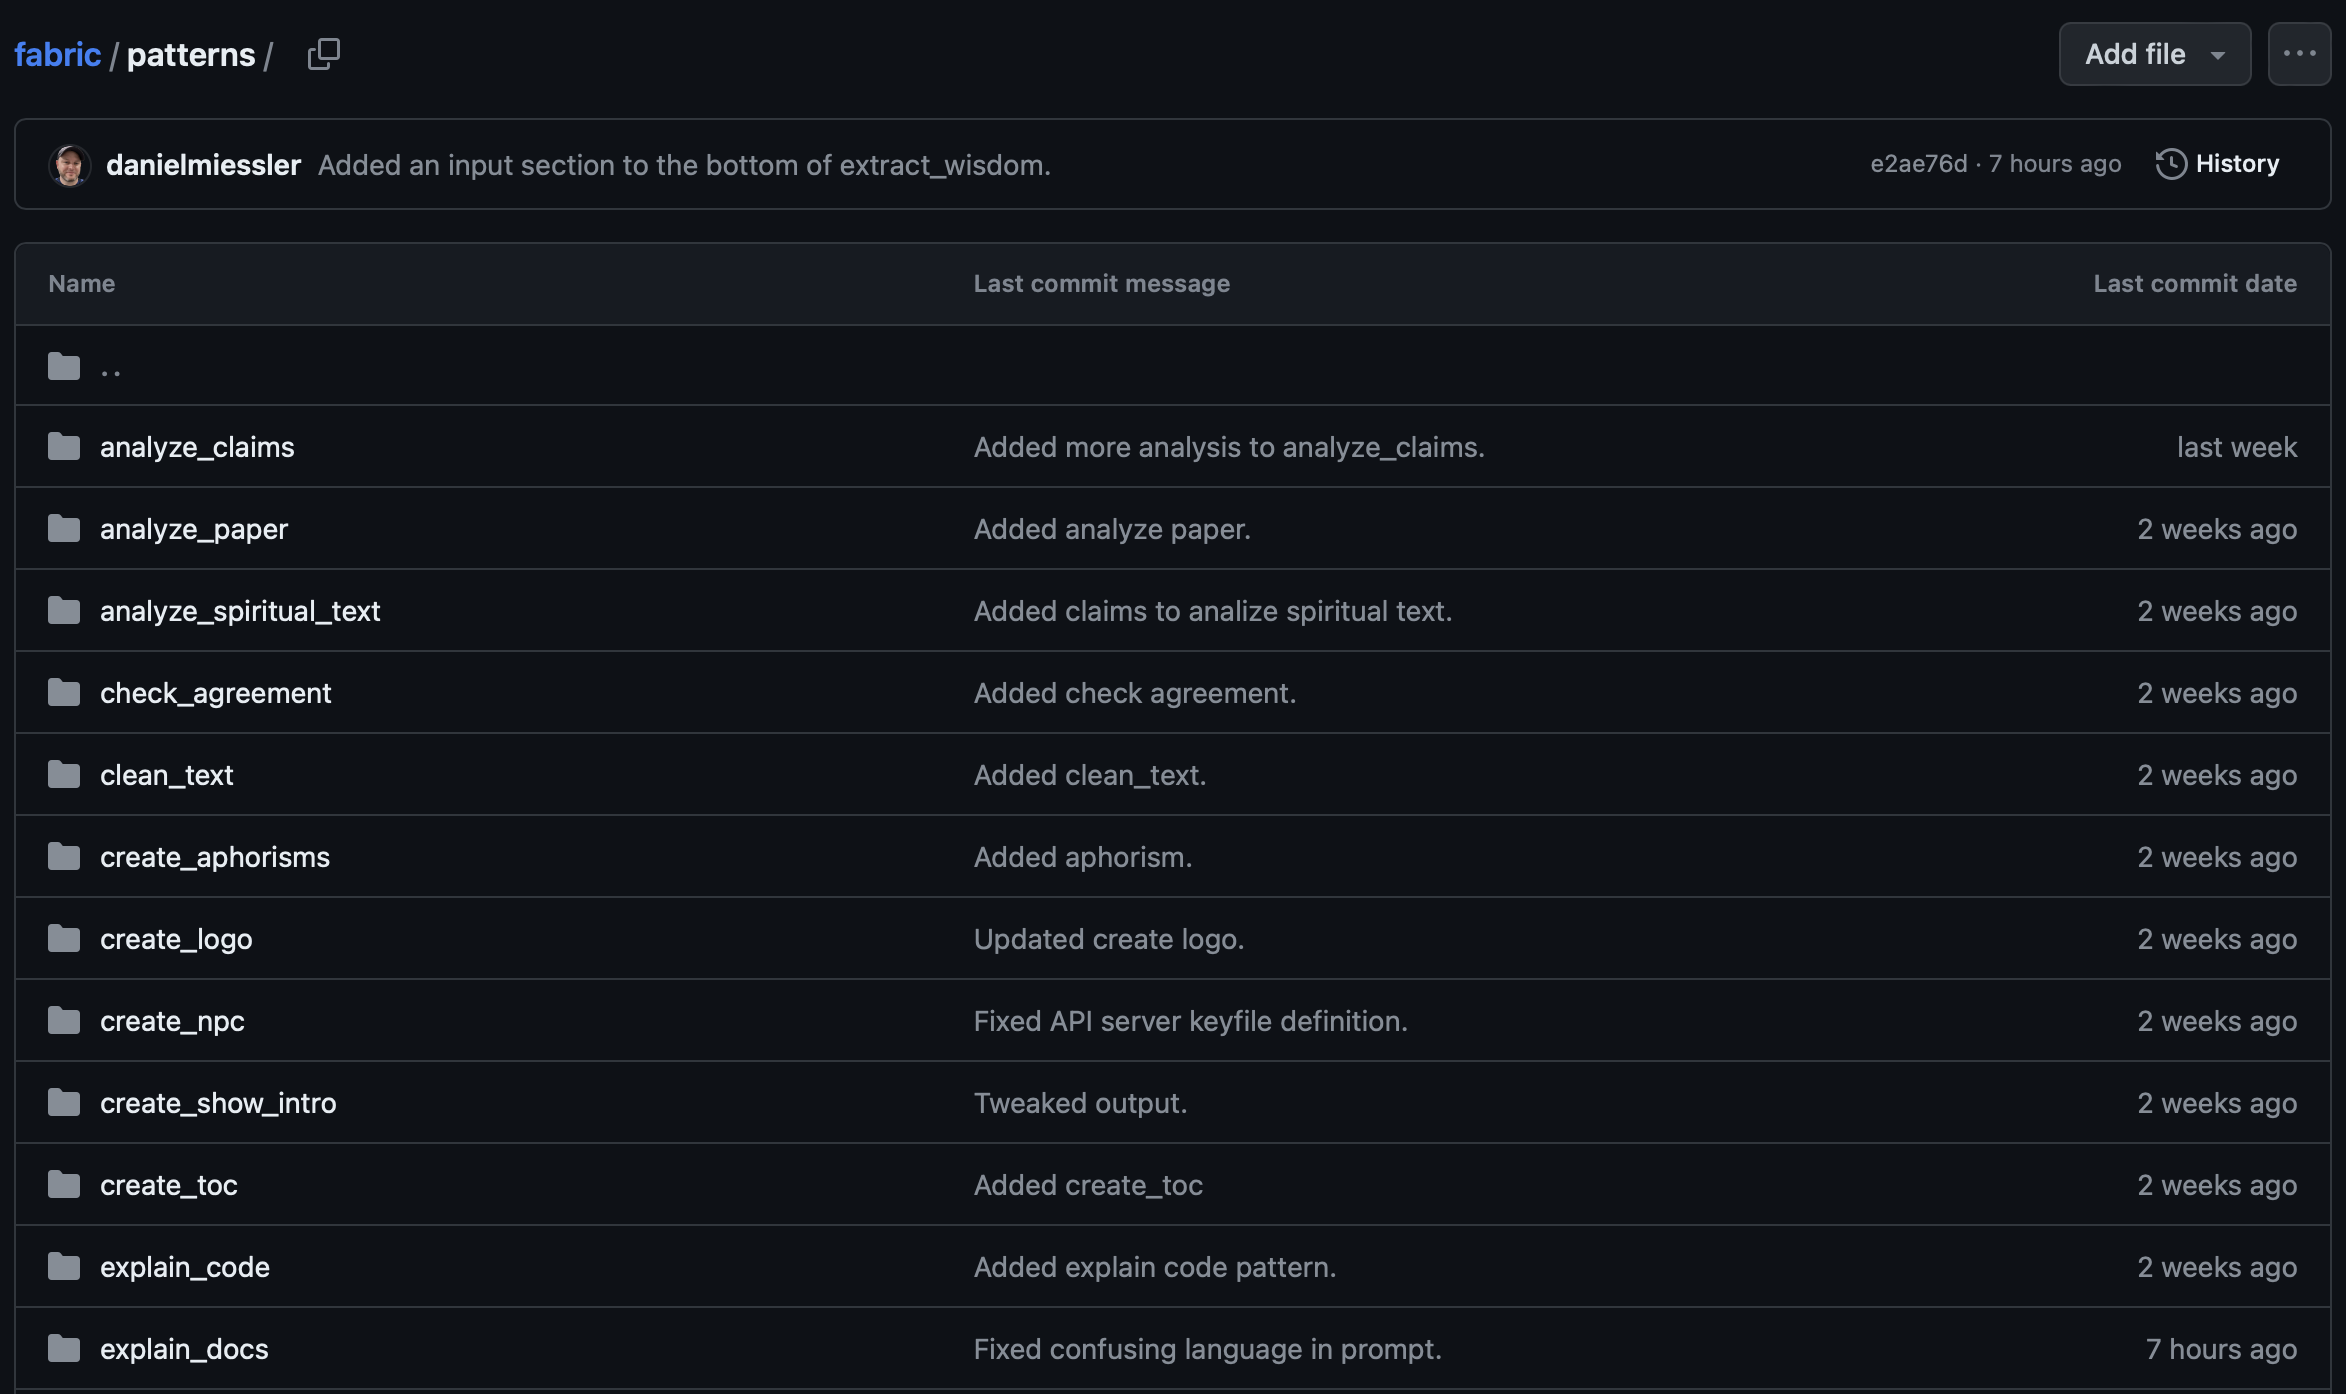 fabric / patterns /
Add file
danielmiessler Added an input section to the bottom of extract_wisdom.
e2ae76d · 7 hours ago History
Name Last commit message Last commit date
..
analyze_claims Added more analysis to analyze_claims. last week
analyze_paper Added analyze paper. 2 weeks ago
analyze_spiritual_text Added claims to analize spiritual text. 2 weeks ago
check_agreement Added check agreement. 2 weeks ago
clean_text Added clean_text. 2 weeks ago
create_aphorisms Added aphorism. 2 weeks ago
create_logo Updated create logo. 2 weeks ago
create_npc Fixed API server keyfile definition. 2 weeks ago
create_show_intro Tweaked output. 2 weeks ago
create_toc Added create_toc 2 weeks ago
explain_code Added explain code pattern. 2 weeks ago
explain_docs Fixed confusing language in prompt. 7 hours ago